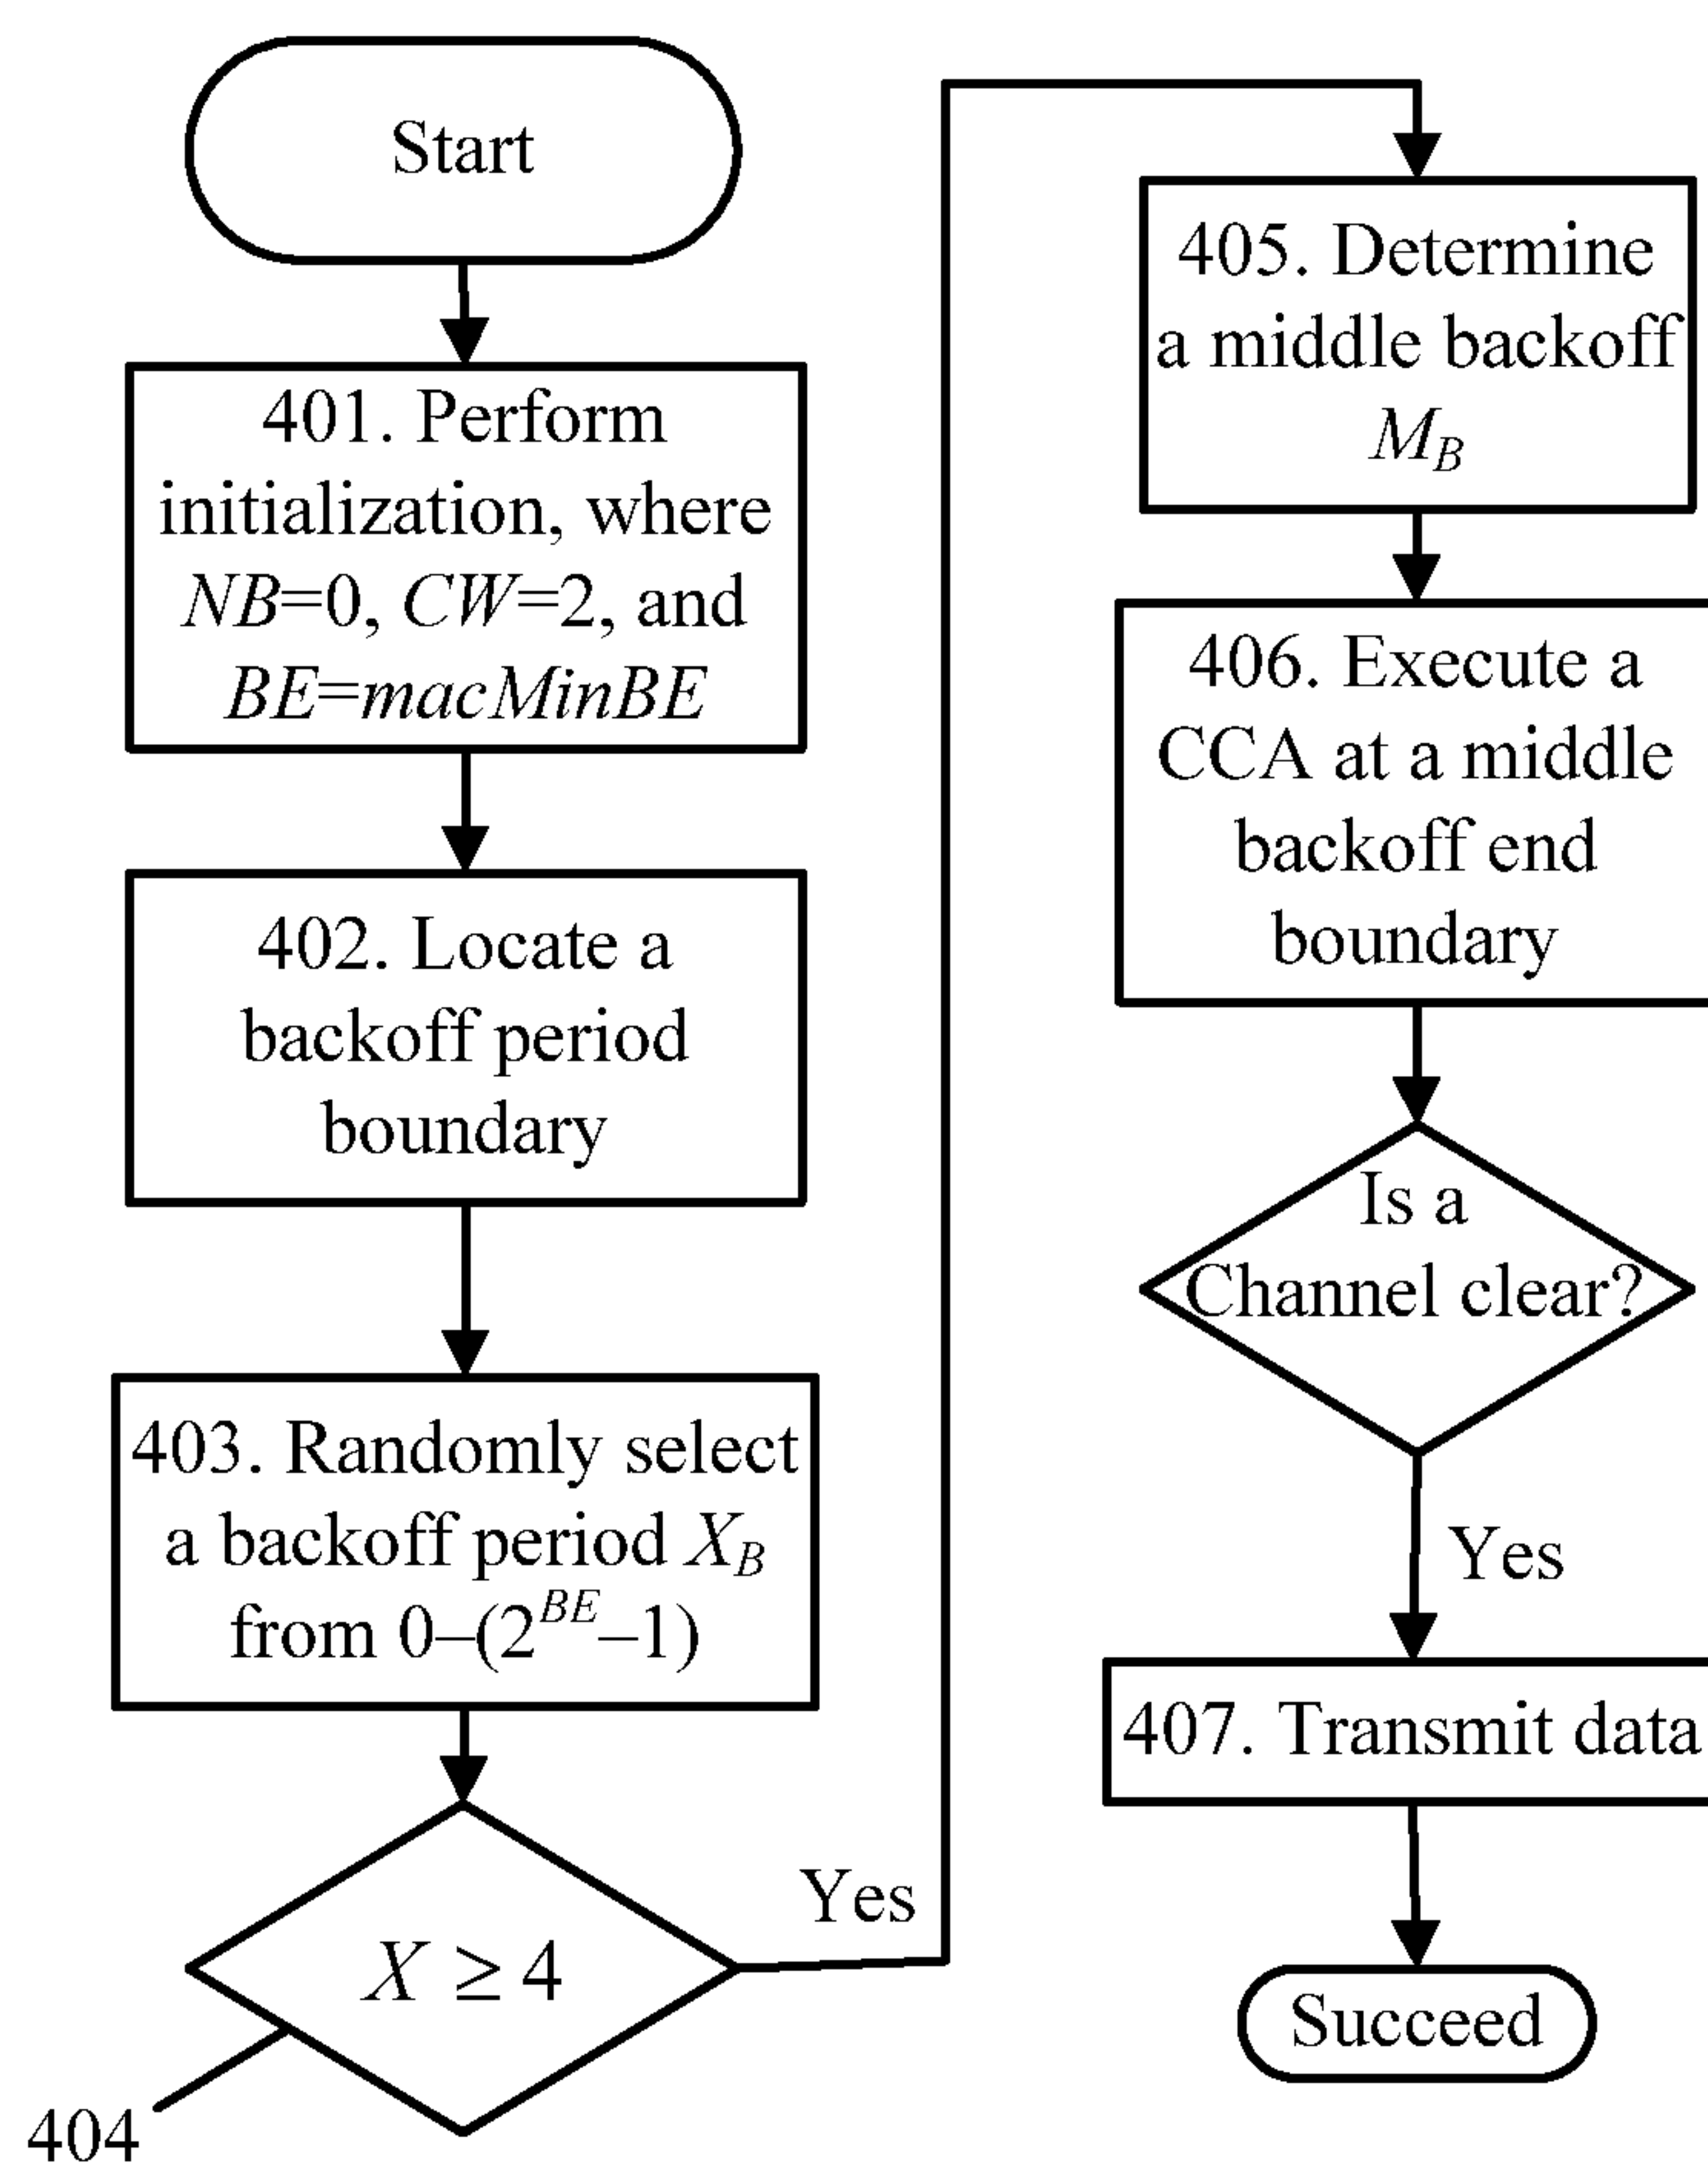 Start
401. Perform
initialization, where
NB=0, CW=2, and
BE=macMinBE
402. Locate a
backoff period
boundary
403. Randomly select
a backoff period X_B
from 0–(2^BE–1)
X ≥ 4
Yes
404
405. Determine
a middle backoff
M_B
406. Execute a
CCA at a middle
backoff end
boundary
Is a
Channel clear?
Yes
407. Transmit data
Succeed